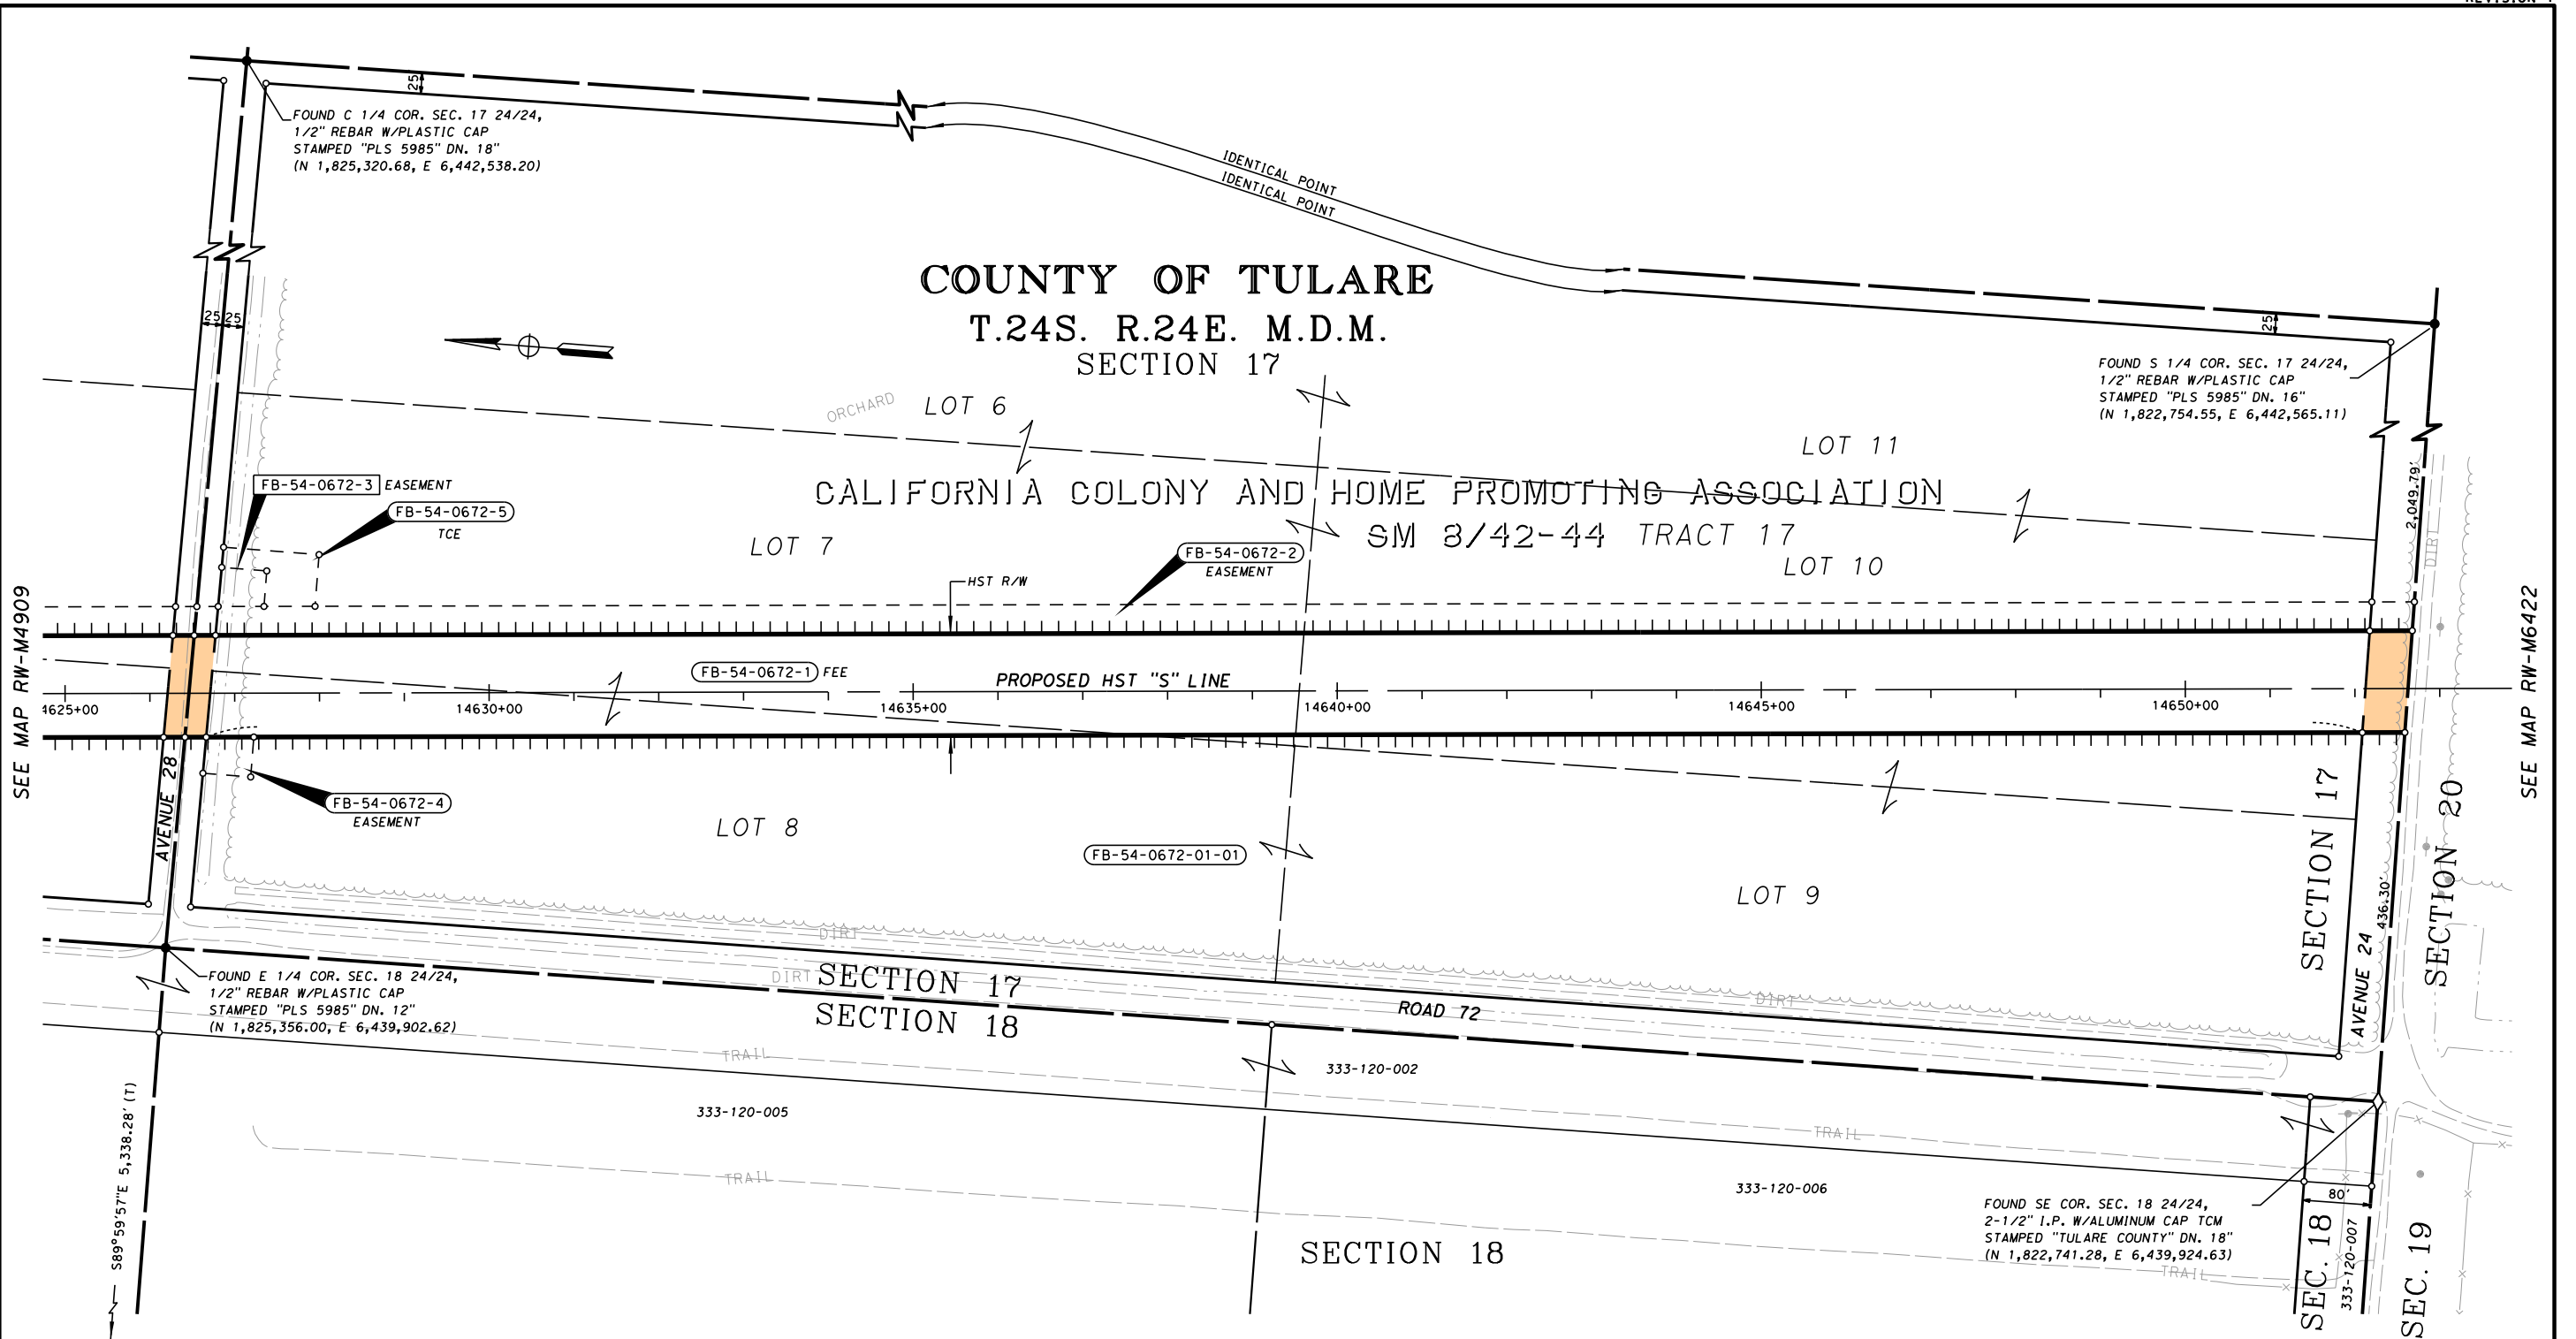 25'
FOUND C 1/4 COR. SEC. 17 24/24,
1/2" REBAR W/PLASTIC CAP
STAMPED "PLS 5985" DN. 18"
(N 1,825,320.68, E 6,442,538.20)
IDENTICAL POINT
IDENTICAL POINT
COUNTY OF TULARE
T.24S. R.24E. M.D.M.
SECTION 17
25' 25'
25'
FOUND S 1/4 COR. SEC. 17 24/24,
1/2" REBAR W/PLASTIC CAP
STAMPED "PLS 5985" DN. 16"
(N 1,822,754.55, E 6,442,565.11)
ORCHARD
LOT 6
LOT 11
FB-54-0672-3 EASEMENT
FB-54-0672-5
TCE
CALIFORNIA COLONY AND HOME PROMOTING ASSOCIATION
SM 3/42-44 TRACT 17
LOT 7
FB-54-0672-2
EASEMENT
LOT 10
2,049.79'
DIRT
HST R/W
SEE MAP RW-M4909
SEE MAP RW-M6422
FB-54-0672-1 FEE
PROPOSED HST "S" LINE
4625+00
14630+00
14635+00
14640+00
14645+00
14650+00
AVENUE 28
FB-54-0672-4
EASEMENT
LOT 8
FB-54-0672-01-01
LOT 9
SECTION 17
SECTION 20
436.30'
AVENUE 24
DIRT
DIRT
DIRT
SECTION 17
SECTION 18
ROAD 72
FOUND E 1/4 COR. SEC. 18 24/24,
1/2" REBAR W/PLASTIC CAP
STAMPED "PLS 5985" DN. 12"
(N 1,825,356.00, E 6,439,902.62)
TRAIL
333-120-002
333-120-005
TRAIL
TRAIL
333-120-006
S89°59'57"E 5,338.28' (T)
80'
FOUND SE COR. SEC. 18 24/24,
2-1/2" I.P. W/ALUMINUM CAP TCM
STAMPED "TULARE COUNTY" DN. 18"
(N 1,822,741.28, E 6,439,924.63)
TRAIL
SECTION 18
SEC. 18
333-120-007
SEC. 19